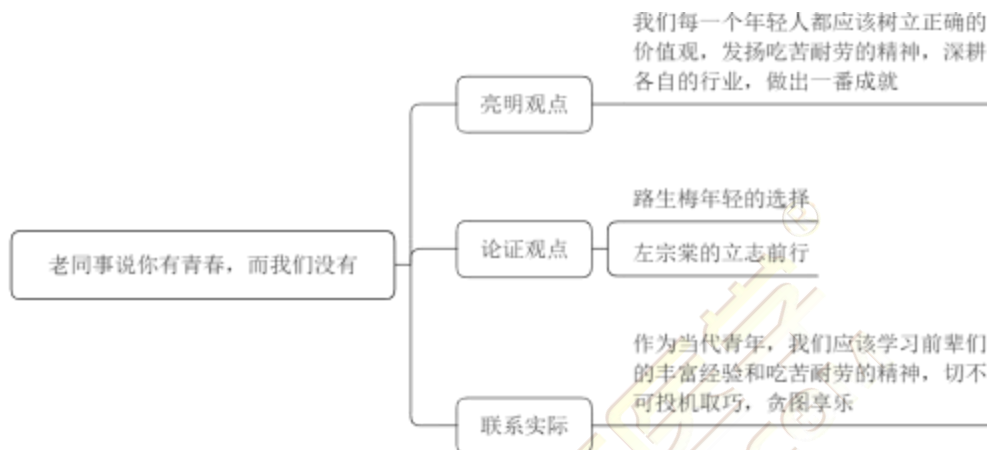 老同事说你有青春，而我们没有
亮明观点
我们每一个年轻人都应该树立正确的
价值观，发扬吃苦耐劳的精神，深耕
各自的行业，做出一番成就
论证观点
路生梅年轻的选择
左宗棠的立志前行
联系实际
作为当代青年，我们应该学习前辈们
的丰富经验和吃苦耐劳的精神，切不
可投机取巧，贪图享乐